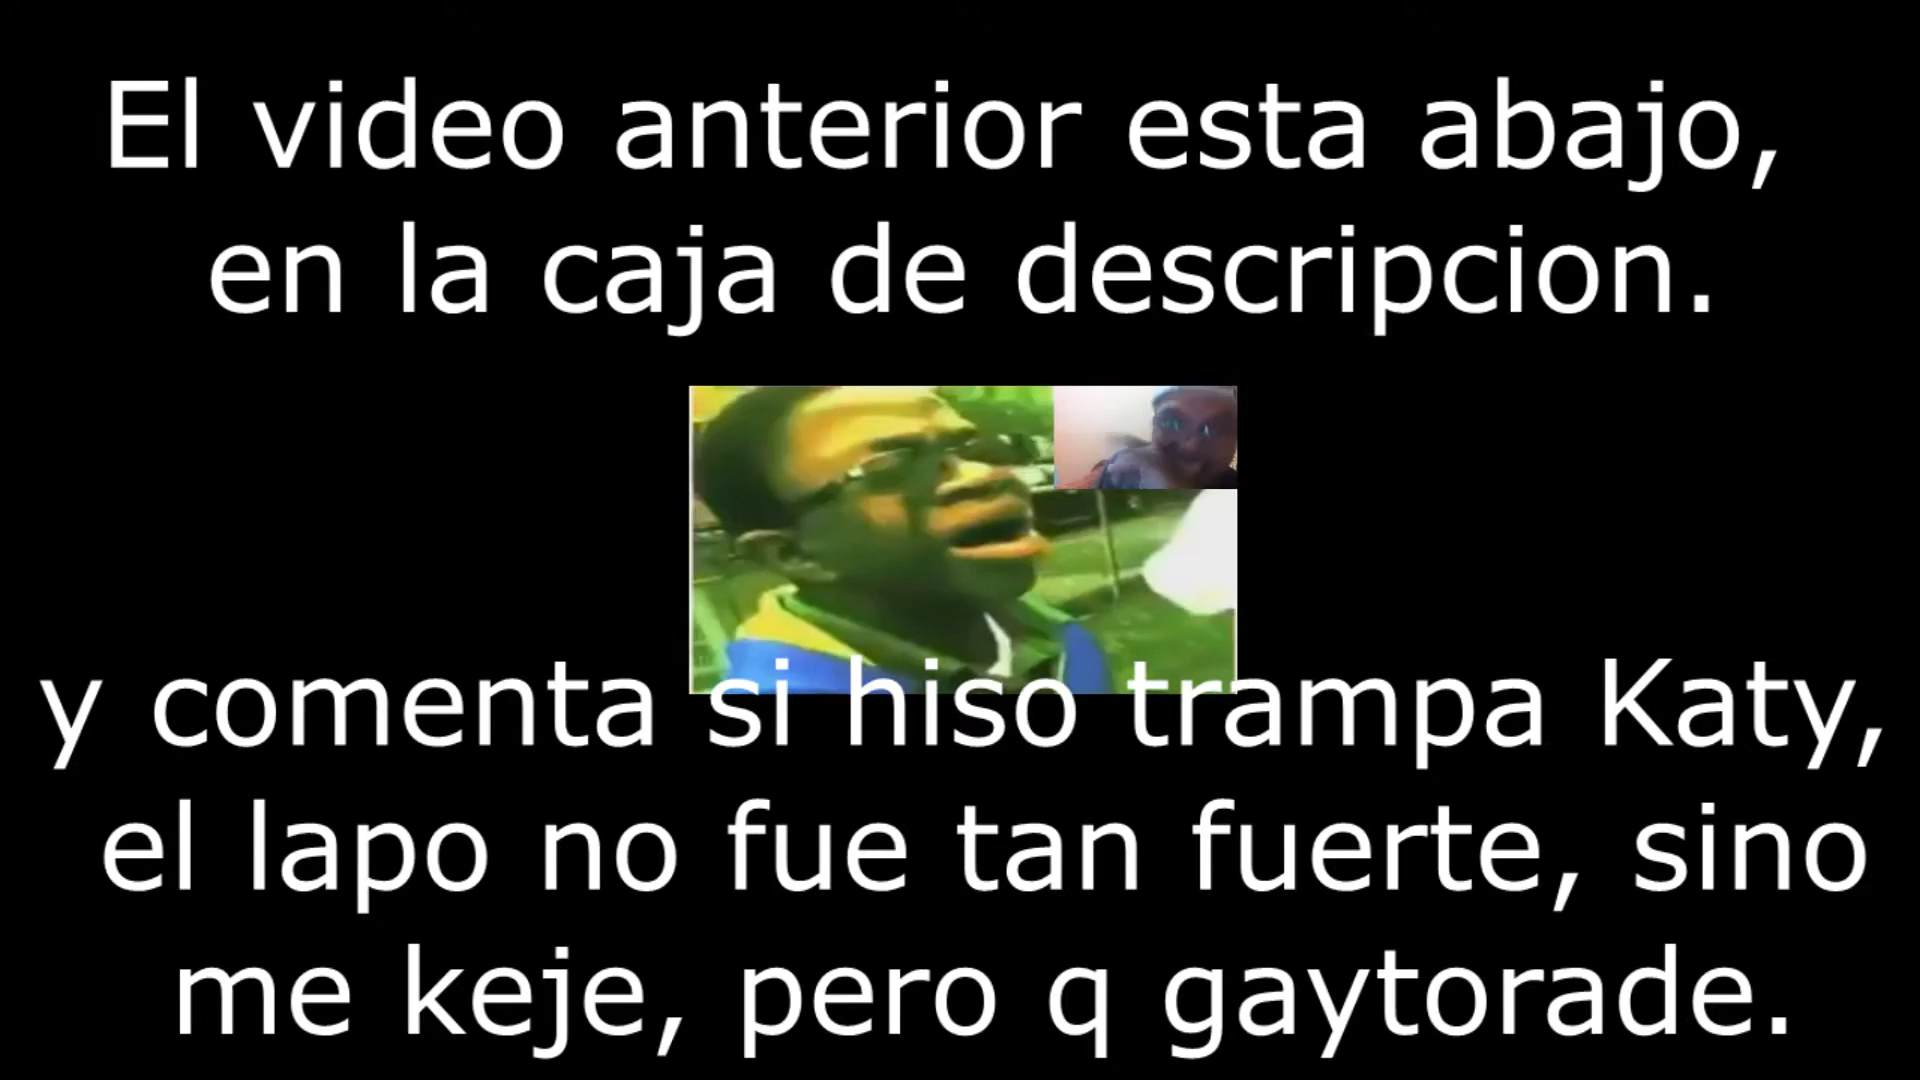 El video anterior esta abajo,
en la caja de descripcion.
y comenta si hiso trampa Katy,
el lapo no fue tan fuerte, sino
me keje, pero q gaytorade.